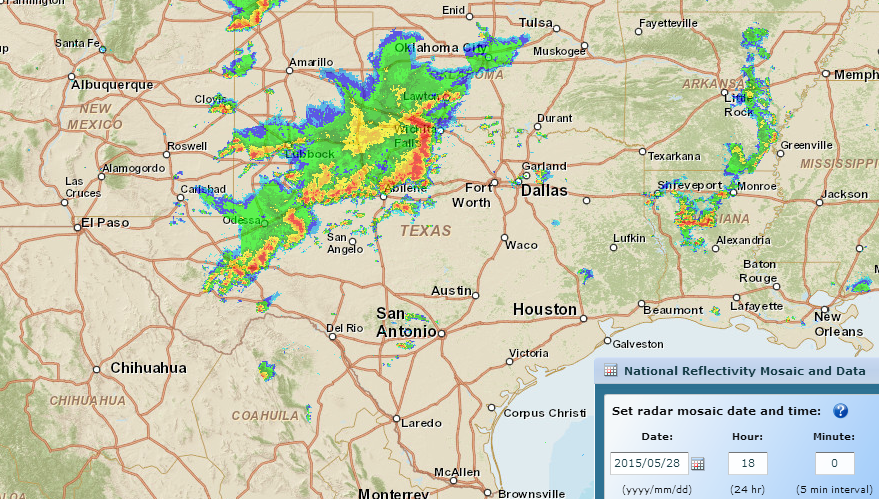 Farmington
Enid
Tulsa
Fayetteville
Santa Fe
Oklahoma City
Muskogee
Amarillo
OKLAHOMA
Memph
Albuquerque
ARKANSAS
Clovis
Lawton
Little
Rock
NEW
MEXICO
Durant
Wichita
Falls
Roswell
Lubbock
Greenville
Texarkana
MISSISSIPPI
Alamogordo
Garland
Las
Cruces
Carlsbad
Abilene
Fort
Worth
Dallas
Shreveport
Monroe
Jackson
El Paso
Odessa
LOUISIANA
TEXAS
San
Angelo
Waco
Lufkin
Alexandria
Baton
Rouge
Austin
Houston
Beaumont
Lafayette
San
Antonio
New
Orleans
Del Rio
Galveston
Victoria
Chihuahua
CHIHUAHUA
COAHUILA
Corpus Christi
Laredo
McAllen
Monterrey
Brownsville
National Reflectivity Mosaic and Data
Set radar mosaic date and time: ?
Date: Hour: Minute:
2015/05/28 18 0
(yyyy/mm/dd) (24 hr) (5 min interval)